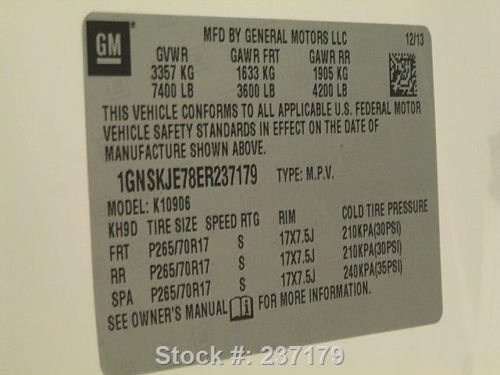 GM
MFD BY GENERAL MOTORS LLC 12/13
GVWR GAWR FRT GAWR RR
3357 KG 1633 KG 1905 KG
7400 LB 3600 LB 4200 LB
THIS VEHICLE CONFORMS TO ALL APPLICABLE U.S. FEDERAL MOTOR
VEHICLE SAFETY STANDARDS IN EFFECT ON THE DATE OF
MANUFACTURE SHOWN ABOVE.
1GNSKJE78ER237179 TYPE: M.P.V.
MODEL: K10906
KH9D TIRE SIZE SPEED RTG RIM COLD TIRE PRESSURE
FRT P265/70R17 S 17X7.5J 210KPA(30PSI)
RR P265/70R17 S 17X7.5J 210KPA(30PSI)
SPA P265/70R17 S 17X7.5J 240KPA(35PSI)
SEE OWNER'S MANUAL FOR MORE INFORMATION.
Stock #: 237179